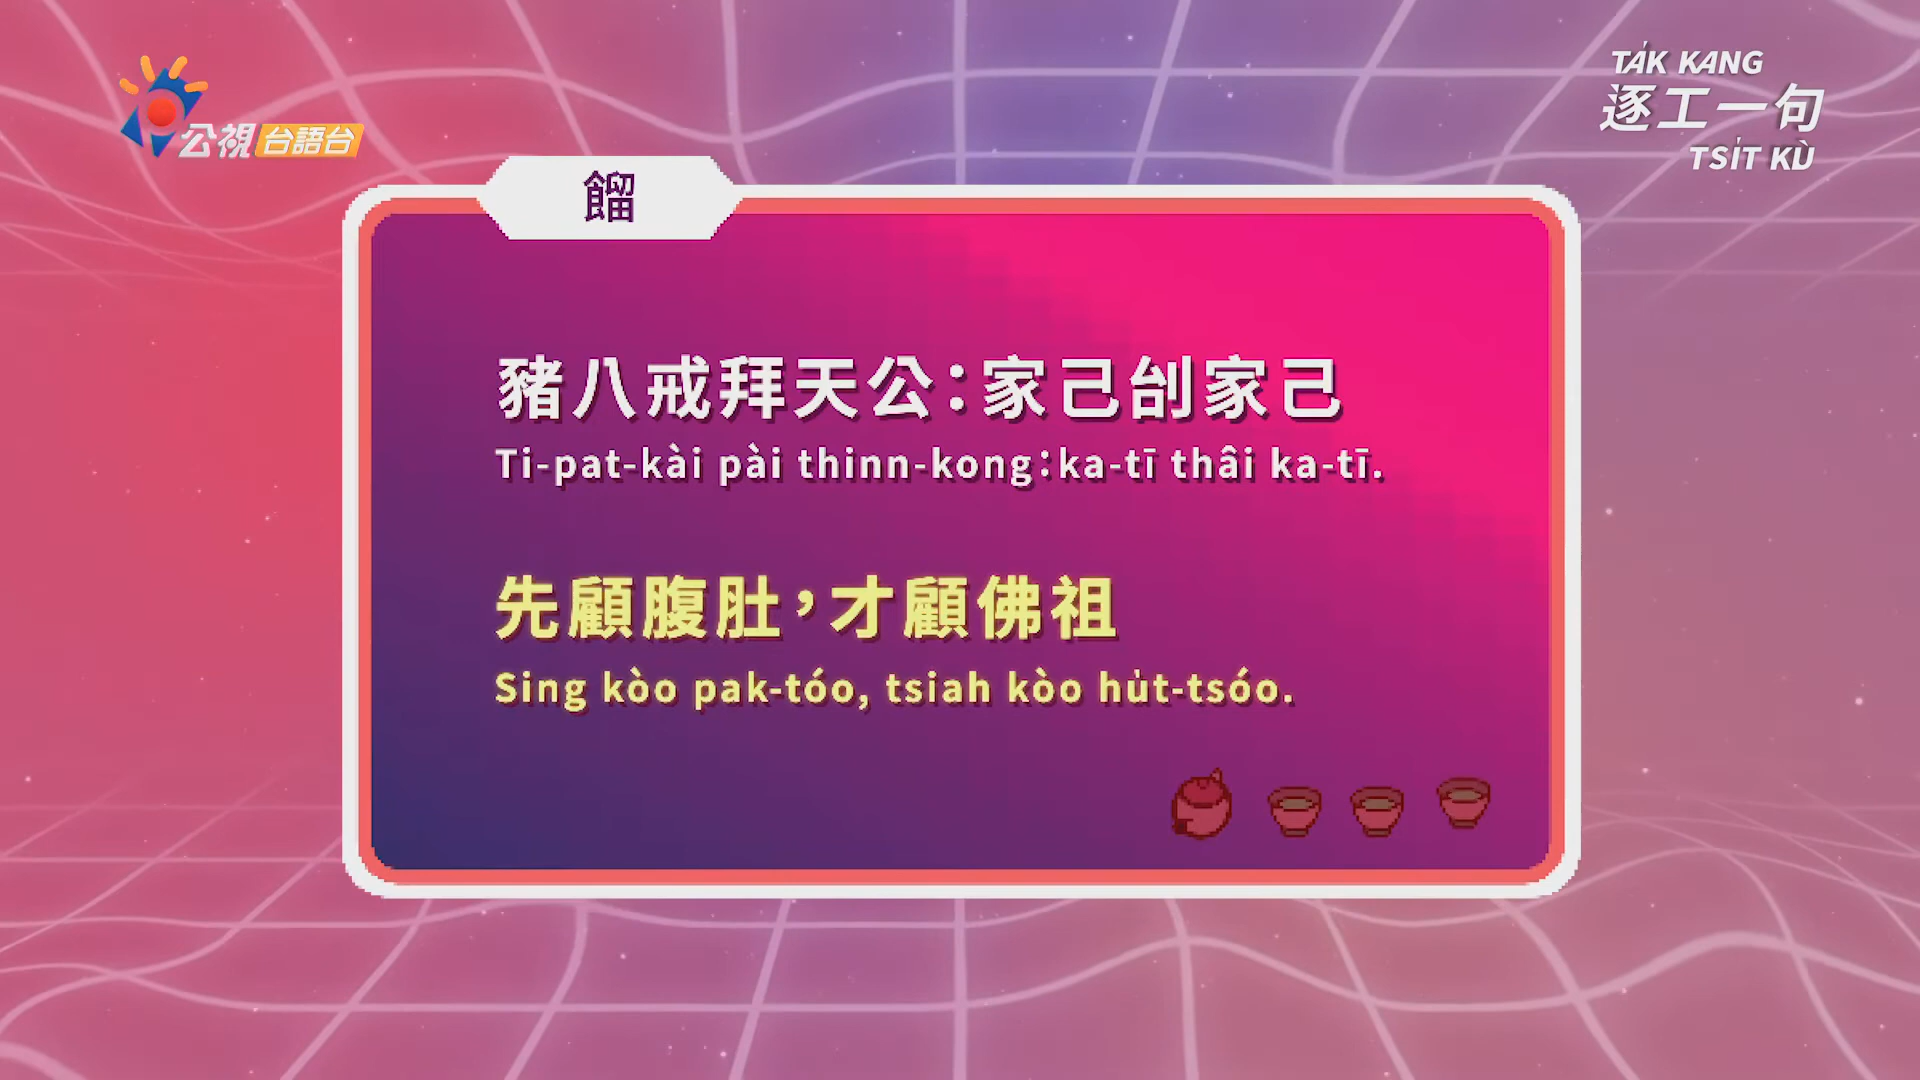 公視台語台
TA̍K KANG
逐工一句
TSI̍T KÙ
餾
豬八戒拜天公：家己刣家己
Ti-pat-kài pài thinn-kong：ka-tī thâi ka-tī.
先顧腹肚，才顧佛祖
Sing kòo pak-tóo, tsiah kòo hu̍t-tsóo.